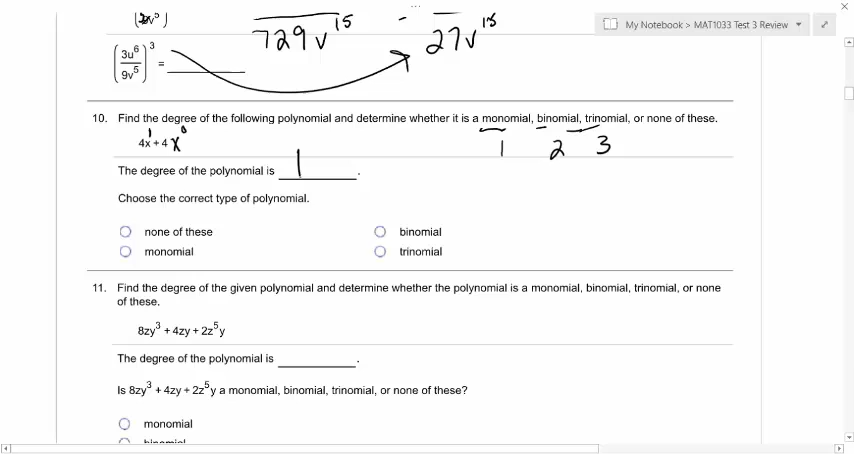 My Notebook > MAT1033 Test 3 Review
729v^15 27v^15
(3u^6/9v^5)^3 = ________
10. Find the degree of the following polynomial and determine whether it is a monomial, binomial, trinomial, or none of these.
4x^1 + 4 x^0 1 2 3
The degree of the polynomial is 1.
Choose the correct type of polynomial.
none of these binomial
monomial trinomial
11. Find the degree of the given polynomial and determine whether the polynomial is a monomial, binomial, trinomial, or none
of these.
8zy^3 + 4zy + 2z^5y
The degree of the polynomial is ________.
Is 8zy^3 + 4zy + 2z^5y a monomial, binomial, trinomial, or none of these?
monomial
binomial